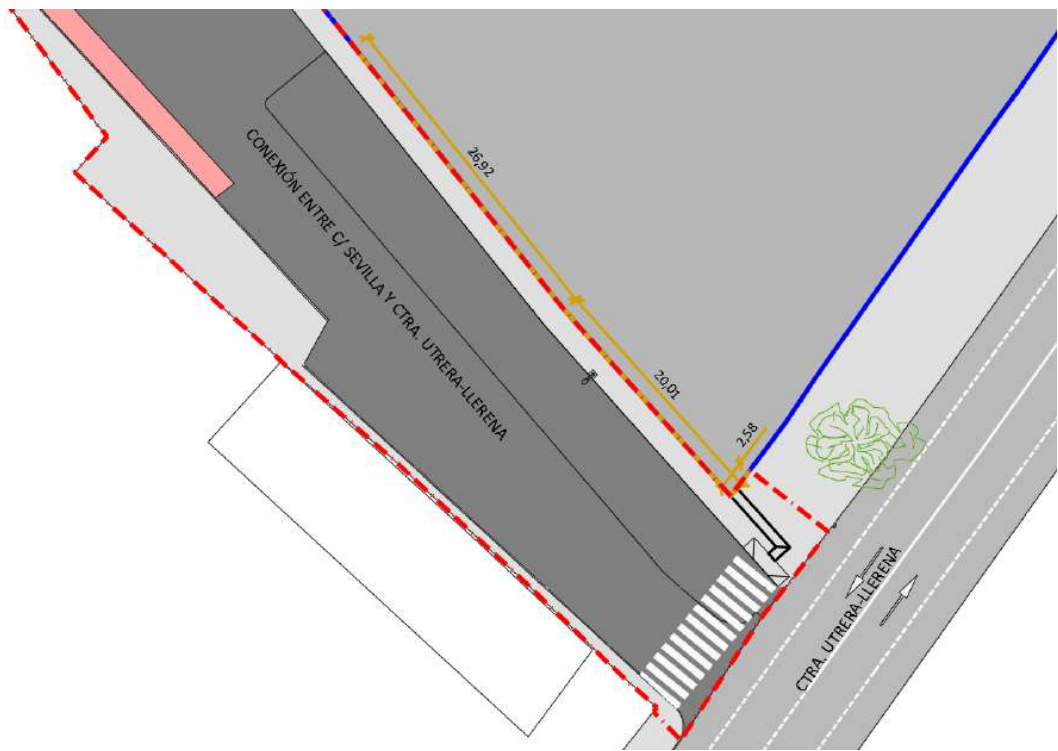 26,92
CONEXIÓN ENTRE C/ SEVILLA Y CTRA. UTRERA-LLERENA
20,01
2,58
CTRA. UTRERA-LLERENA